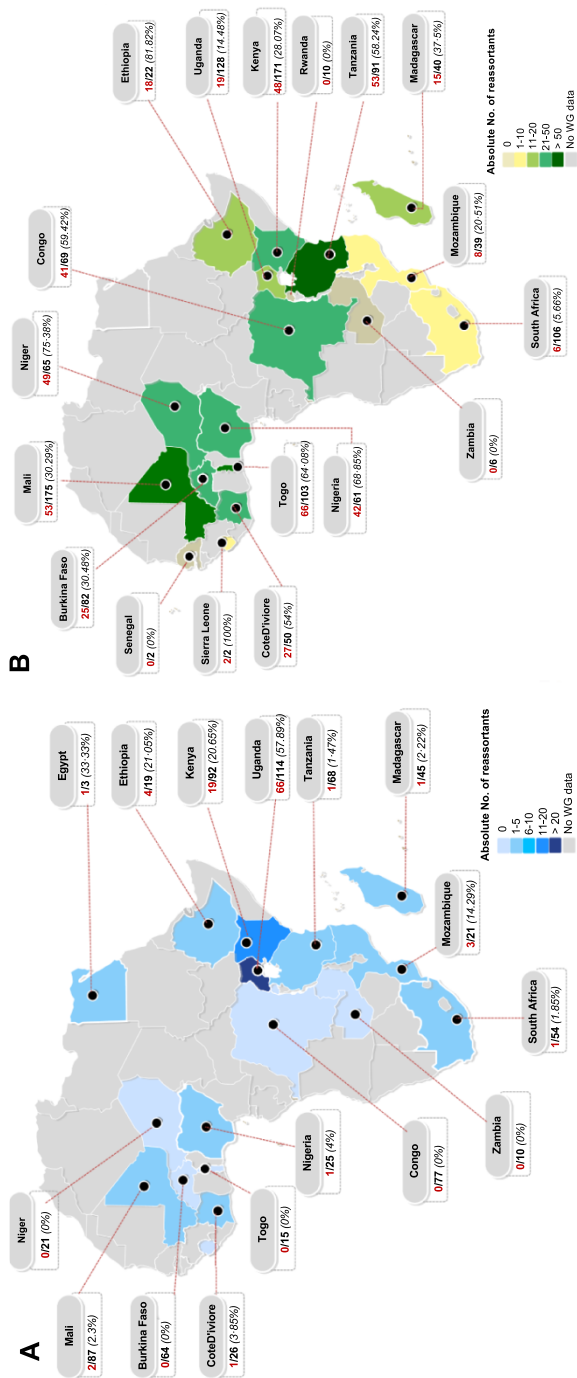 A
Mali
2/87 (2.3%)
Niger
0/21 (0%)
Burkina Faso
0/64 (0%)
CoteD'iviore
1/26 (3·85%)
Togo
0/15 (0%)
Nigeria
1/25 (4%)
Congo
0/77 (0%)
Zambia
0/10 (0%)
South Africa
1/54 (1.85%)
Mozambique
3/21 (14.29%)
Madagascar
1/45 (2·22%)
Tanzania
1/68 (1·47%)
Uganda
66/114 (57.89%)
Kenya
19/92 (20.65%)
Ethiopia
4/19 (21·05%)
Egypt
1/3 (33·33%)
Absolute No. of reassortants
0
1-5
6-10
11-20
> 20
No WG data
B
Senegal
0/2 (0%)
Burkina Faso
25/82 (30.48%)
Mali
53/175 (30.29%)
Niger
49/65 (75·38%)
Congo
41/69 (59.42%)
Ethiopia
18/22 (81.82%)
Uganda
19/128 (14.48%)
Kenya
48/171 (28.07%)
Rwanda
0/10 (0%)
Tanzania
53/91 (58.24%)
Madagascar
15/40 (37·5%)
Sierra Leone
2/2 (100%)
CoteD'iviore
27/50 (54%)
Togo
66/103 (64·08%)
Nigeria
42/61 (68·85%)
Zambia
0/6 (0%)
South Africa
6/106 (5.66%)
Mozambique
8/39 (20·51%)
Absolute No. of reassortants
0
1-10
11-20
21-50
> 50
No WG data